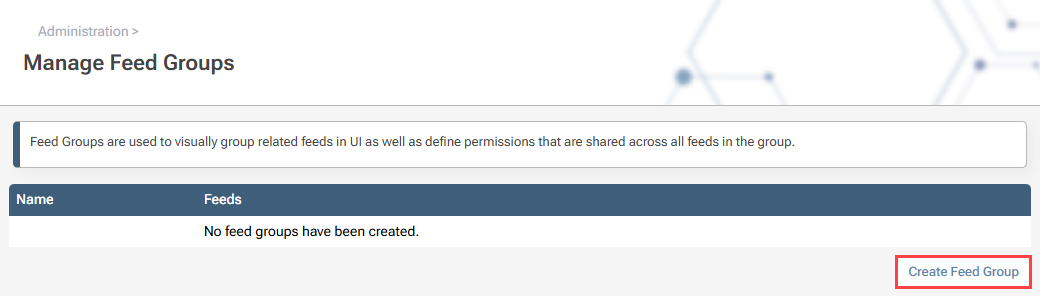 Administration >
Manage Feed Groups
Feed Groups are used to visually group related feeds in UI as well as define permissions that are shared across all feeds in the group.
Name Feeds
No feed groups have been created.
Create Feed Group